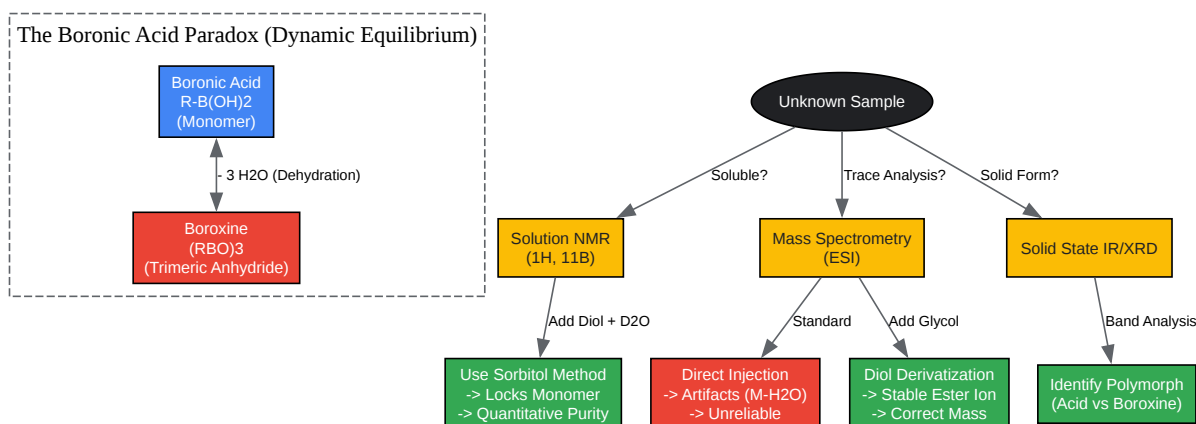 The Boronic Acid Paradox (Dynamic Equilibrium)
Boronic Acid
R-B(OH)2
(Monomer)
- 3 H2O (Dehydration)
Boroxine
(RBO)3
(Trimeric Anhydride)
Unknown Sample
Soluble?
Trace Analysis?
Solid Form?
Solution NMR
(1H, 11B)
Mass Spectrometry
(ESI)
Solid State IR/XRD
Add Diol + D2O
Standard
Add Glycol
Band Analysis
Use Sorbitol Method
-> Locks Monomer
-> Quantitative Purity
Direct Injection
-> Artifacts (M-H2O)
-> Unreliable
Diol Derivatization
-> Stable Ester Ion
-> Correct Mass
Identify Polymorph
(Acid vs Boroxine)